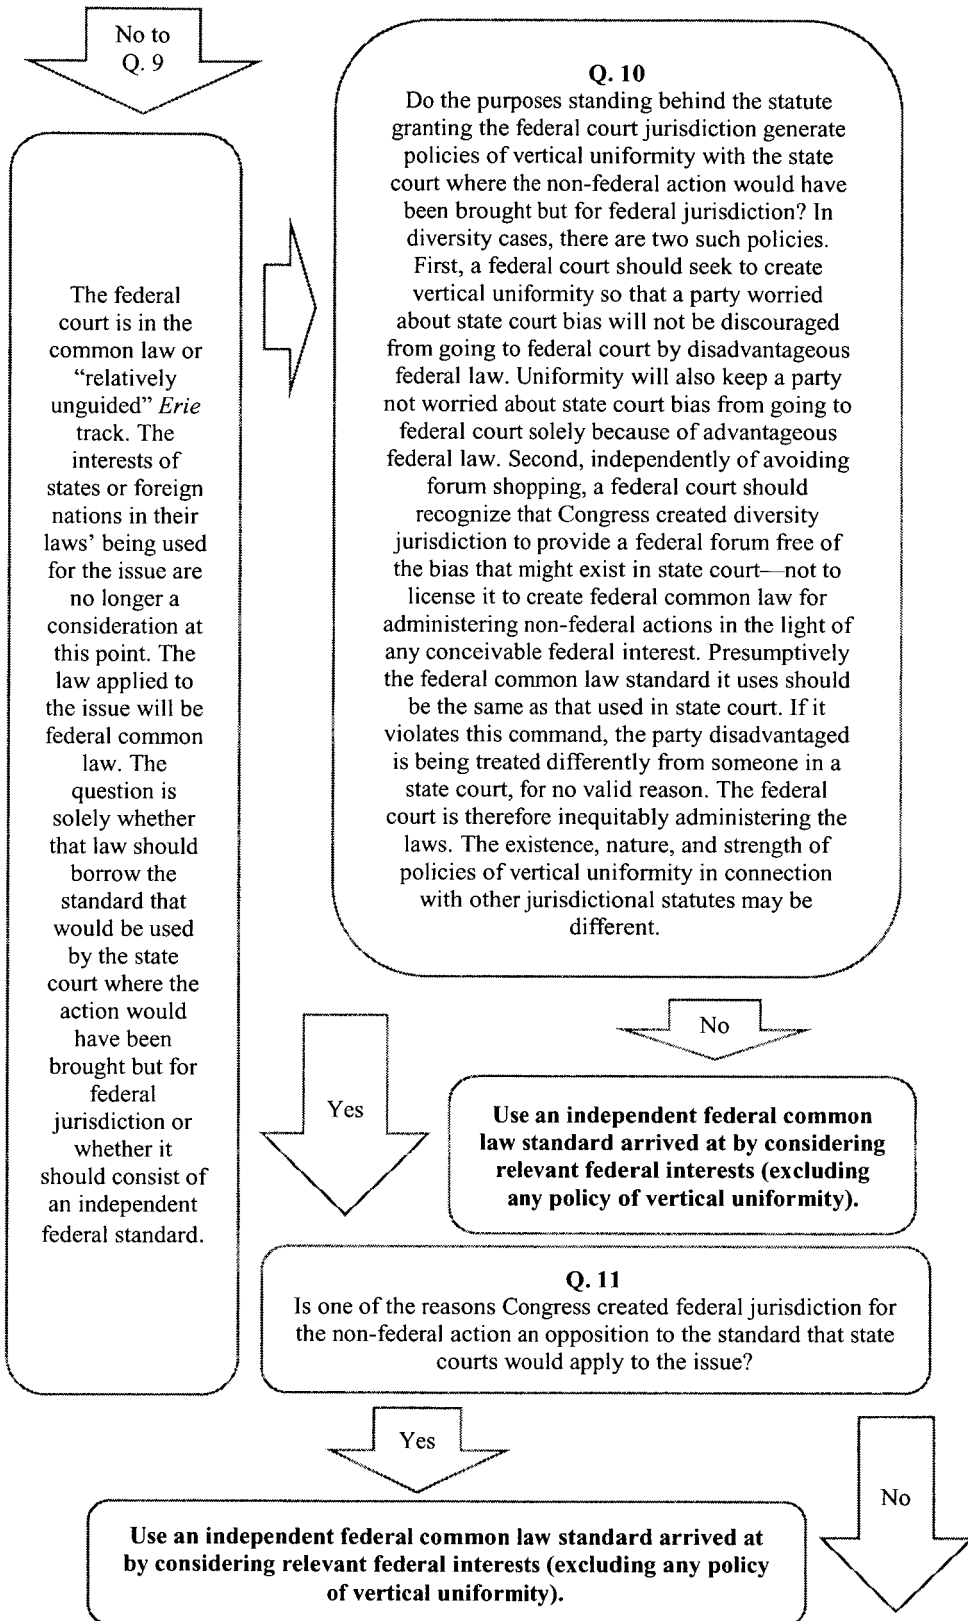 No to
Q. 9
The federal
court is in the
common law or
“relatively
unguided” Erie
track. The
interests of
states or foreign
nations in their
laws’ being used
for the issue are
no longer a
consideration at
this point. The
law applied to
the issue will be
federal common
law. The
question is
solely whether
that law should
borrow the
standard that
would be used
by the state
court where the
action would
have been
brought but for
federal
jurisdiction or
whether it
should consist of
an independent
federal standard.
Q. 10
Do the purposes standing behind the statute
granting the federal court jurisdiction generate
policies of vertical uniformity with the state
court where the non-federal action would have
been brought but for federal jurisdiction? In
diversity cases, there are two such policies.
First, a federal court should seek to create
vertical uniformity so that a party worried
about state court bias will not be discouraged
from going to federal court by disadvantageous
federal law. Uniformity will also keep a party
not worried about state court bias from going to
federal court solely because of advantageous
federal law. Second, independently of avoiding
forum shopping, a federal court should
recognize that Congress created diversity
jurisdiction to provide a federal forum free of
the bias that might exist in state court—not to
license it to create federal common law for
administering non-federal actions in the light of
any conceivable federal interest. Presumptively
the federal common law standard it uses should
be the same as that used in state court. If it
violates this command, the party disadvantaged
is being treated differently from someone in a
state court, for no valid reason. The federal
court is therefore inequitably administering the
laws. The existence, nature, and strength of
policies of vertical uniformity in connection
with other jurisdictional statutes may be
different.
No
Yes
Use an independent federal common
law standard arrived at by considering
relevant federal interests (excluding
any policy of vertical uniformity).
Q. 11
Is one of the reasons Congress created federal jurisdiction for
the non-federal action an opposition to the standard that state
courts would apply to the issue?
Yes
No
Use an independent federal common law standard arrived at
by considering relevant federal interests (excluding any policy
of vertical uniformity).